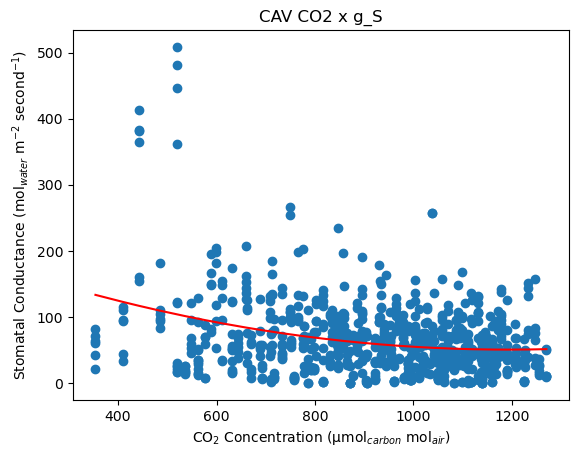 CAV CO2 x g_S
Stomatal Conductance (mol_water m⁻² second⁻¹)
500
400
300
200
100
0
400 600 800 1000 1200
CO₂ Concentration (μmol_carbon mol_air)